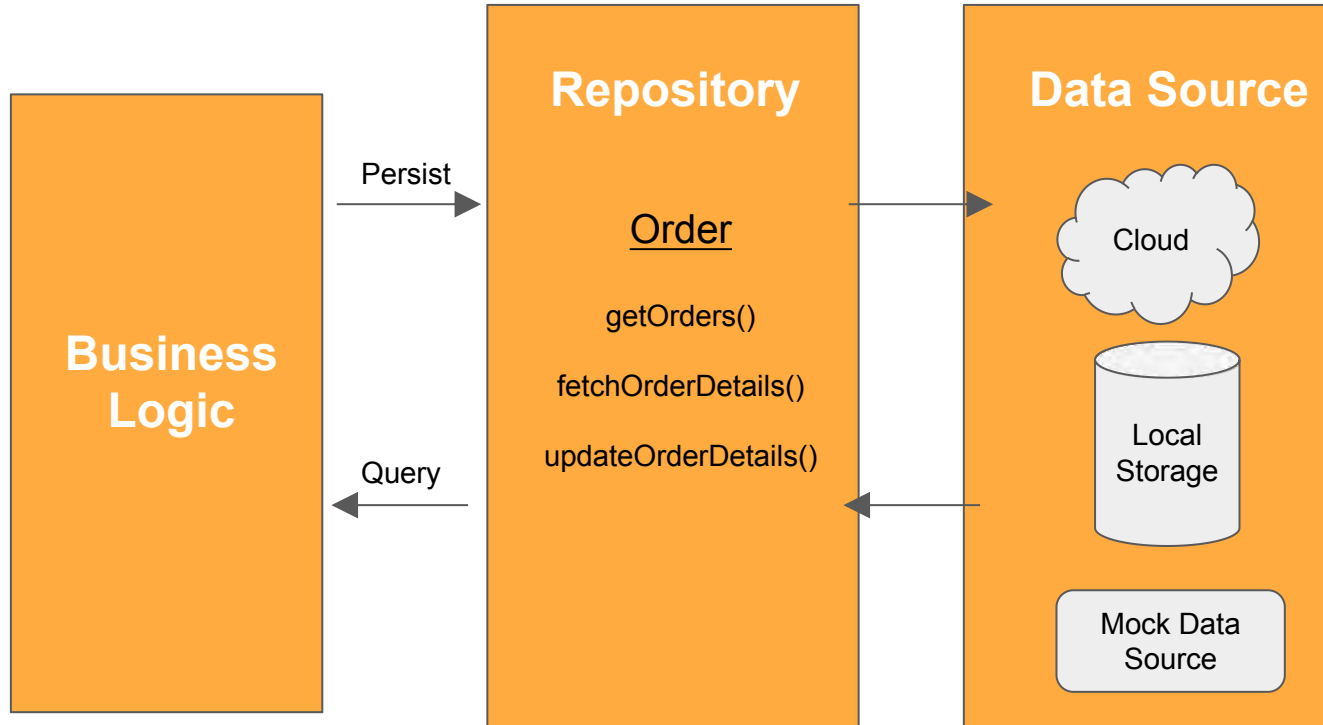 Business
Logic
Persist
Query
Repository
Order
getOrders()
fetchOrderDetails()
updateOrderDetails()
Data Source
Cloud
Local
Storage
Mock Data
Source